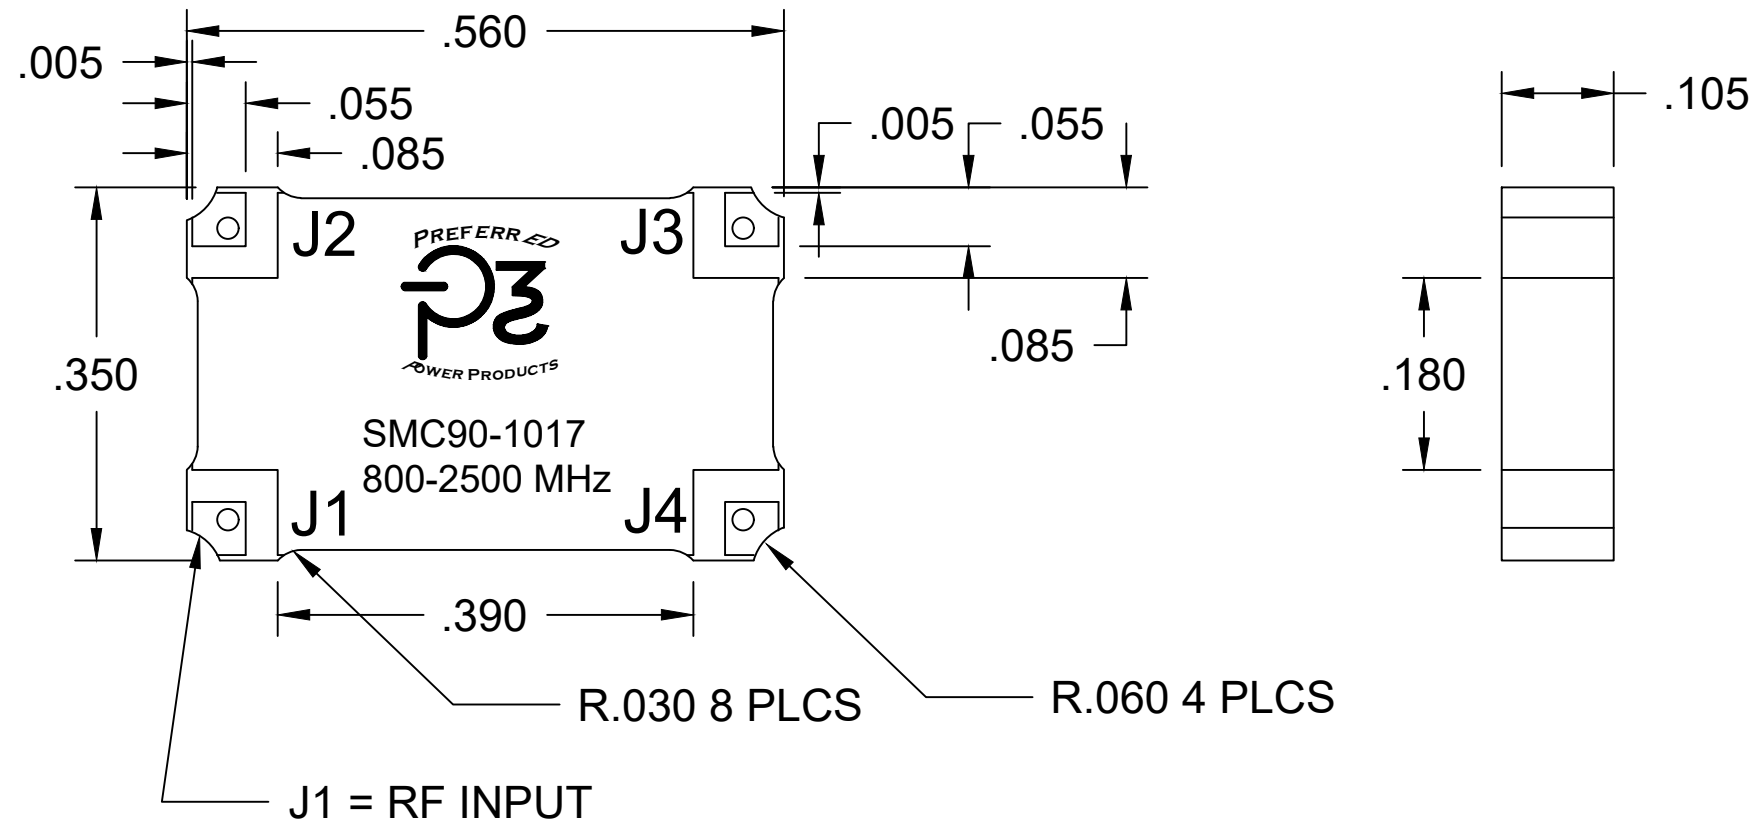 .560
.005
.055
.085
.105
.005
.055
.085
J2
J3
PREFERRED
POWER PRODUCTS
.350
.180
SMC90-1017
800-2500 MHz
J1
J4
.390
R.030 8 PLCS
R.060 4 PLCS
J1 = RF INPUT